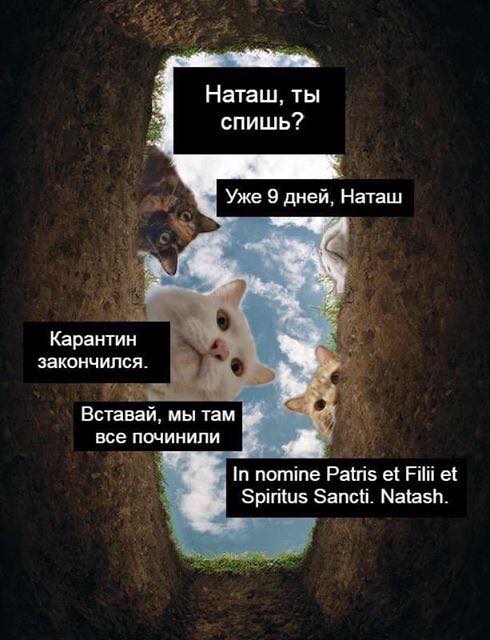 Наташ, ты
спишь?
Уже 9 дней, Наташ
Карантин
закончился.
Вставай, мы там
все починили
In nomine Patris et Filii et
Spiritus Sancti. Natash.